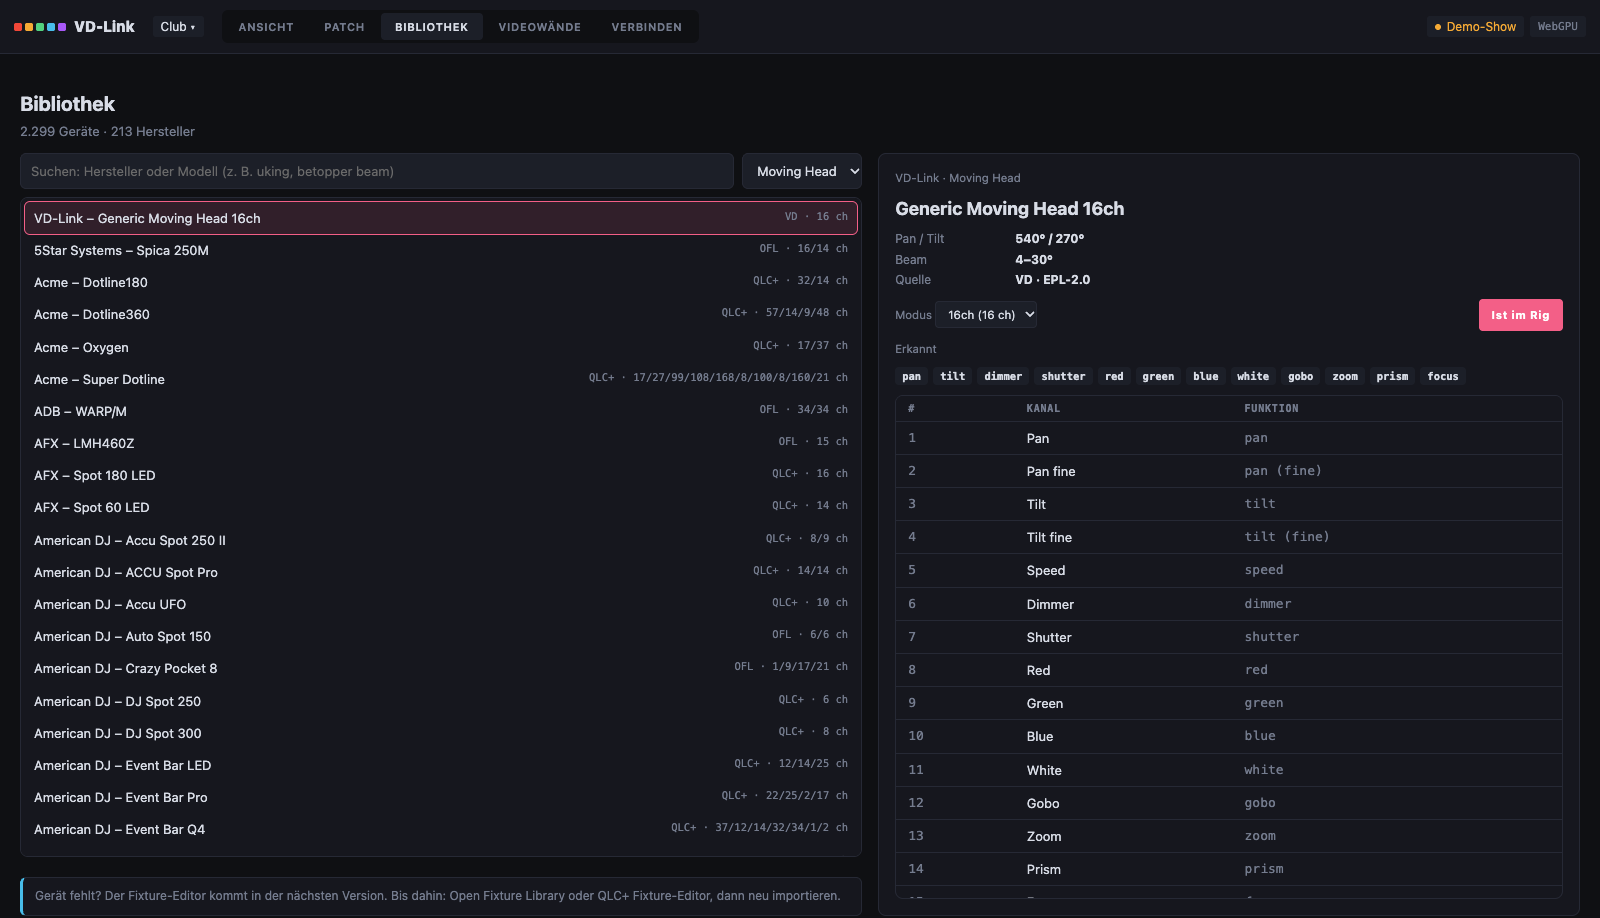 VD-Link Club ▾ ANSICHT PATCH BIBLIOTHEK VIDEOWÄNDE VERBINDEN Demo-Show WebGPU
Bibliothek
2.299 Geräte · 213 Hersteller
Suchen: Hersteller oder Modell (z. B. uking, betopper beam) Moving Head
VD-Link – Generic Moving Head 16ch VD · 16 ch
5Star Systems – Spica 250M OFL · 16/14 ch
Acme – Dotline180 QLC+ · 32/14 ch
Acme – Dotline360 QLC+ · 57/14/9/48 ch
Acme – Oxygen QLC+ · 17/37 ch
Acme – Super Dotline QLC+ · 17/27/99/108/168/8/100/8/160/21 ch
ADB – WARP/M OFL · 34/34 ch
AFX – LMH460Z OFL · 15 ch
AFX – Spot 180 LED QLC+ · 16 ch
AFX – Spot 60 LED QLC+ · 14 ch
American DJ – Accu Spot 250 II QLC+ · 8/9 ch
American DJ – ACCU Spot Pro QLC+ · 14/14 ch
American DJ – Accu UFO QLC+ · 10 ch
American DJ – Auto Spot 150 OFL · 6/6 ch
American DJ – Crazy Pocket 8 OFL · 1/9/17/21 ch
American DJ – DJ Spot 250 QLC+ · 6 ch
American DJ – DJ Spot 300 QLC+ · 8 ch
American DJ – Event Bar LED QLC+ · 12/14/25 ch
American DJ – Event Bar Pro QLC+ · 22/25/2/17 ch
American DJ – Event Bar Q4 QLC+ · 37/12/14/32/34/1/2 ch
Gerät fehlt? Der Fixture-Editor kommt in der nächsten Version. Bis dahin: Open Fixture Library oder QLC+ Fixture-Editor, dann neu importieren.
VD-Link · Moving Head
Generic Moving Head 16ch
Pan / Tilt 540° / 270°
Beam 4–30°
Quelle VD · EPL-2.0
Modus 16ch (16 ch) Ist im Rig
Erkannt
pan tilt dimmer shutter red green blue white gobo zoom prism focus
# KANAL FUNKTION
1 Pan pan
2 Pan fine pan (fine)
3 Tilt tilt
4 Tilt fine tilt (fine)
5 Speed speed
6 Dimmer dimmer
7 Shutter shutter
8 Red red
9 Green green
10 Blue blue
11 White white
12 Gobo gobo
13 Zoom zoom
14 Prism prism